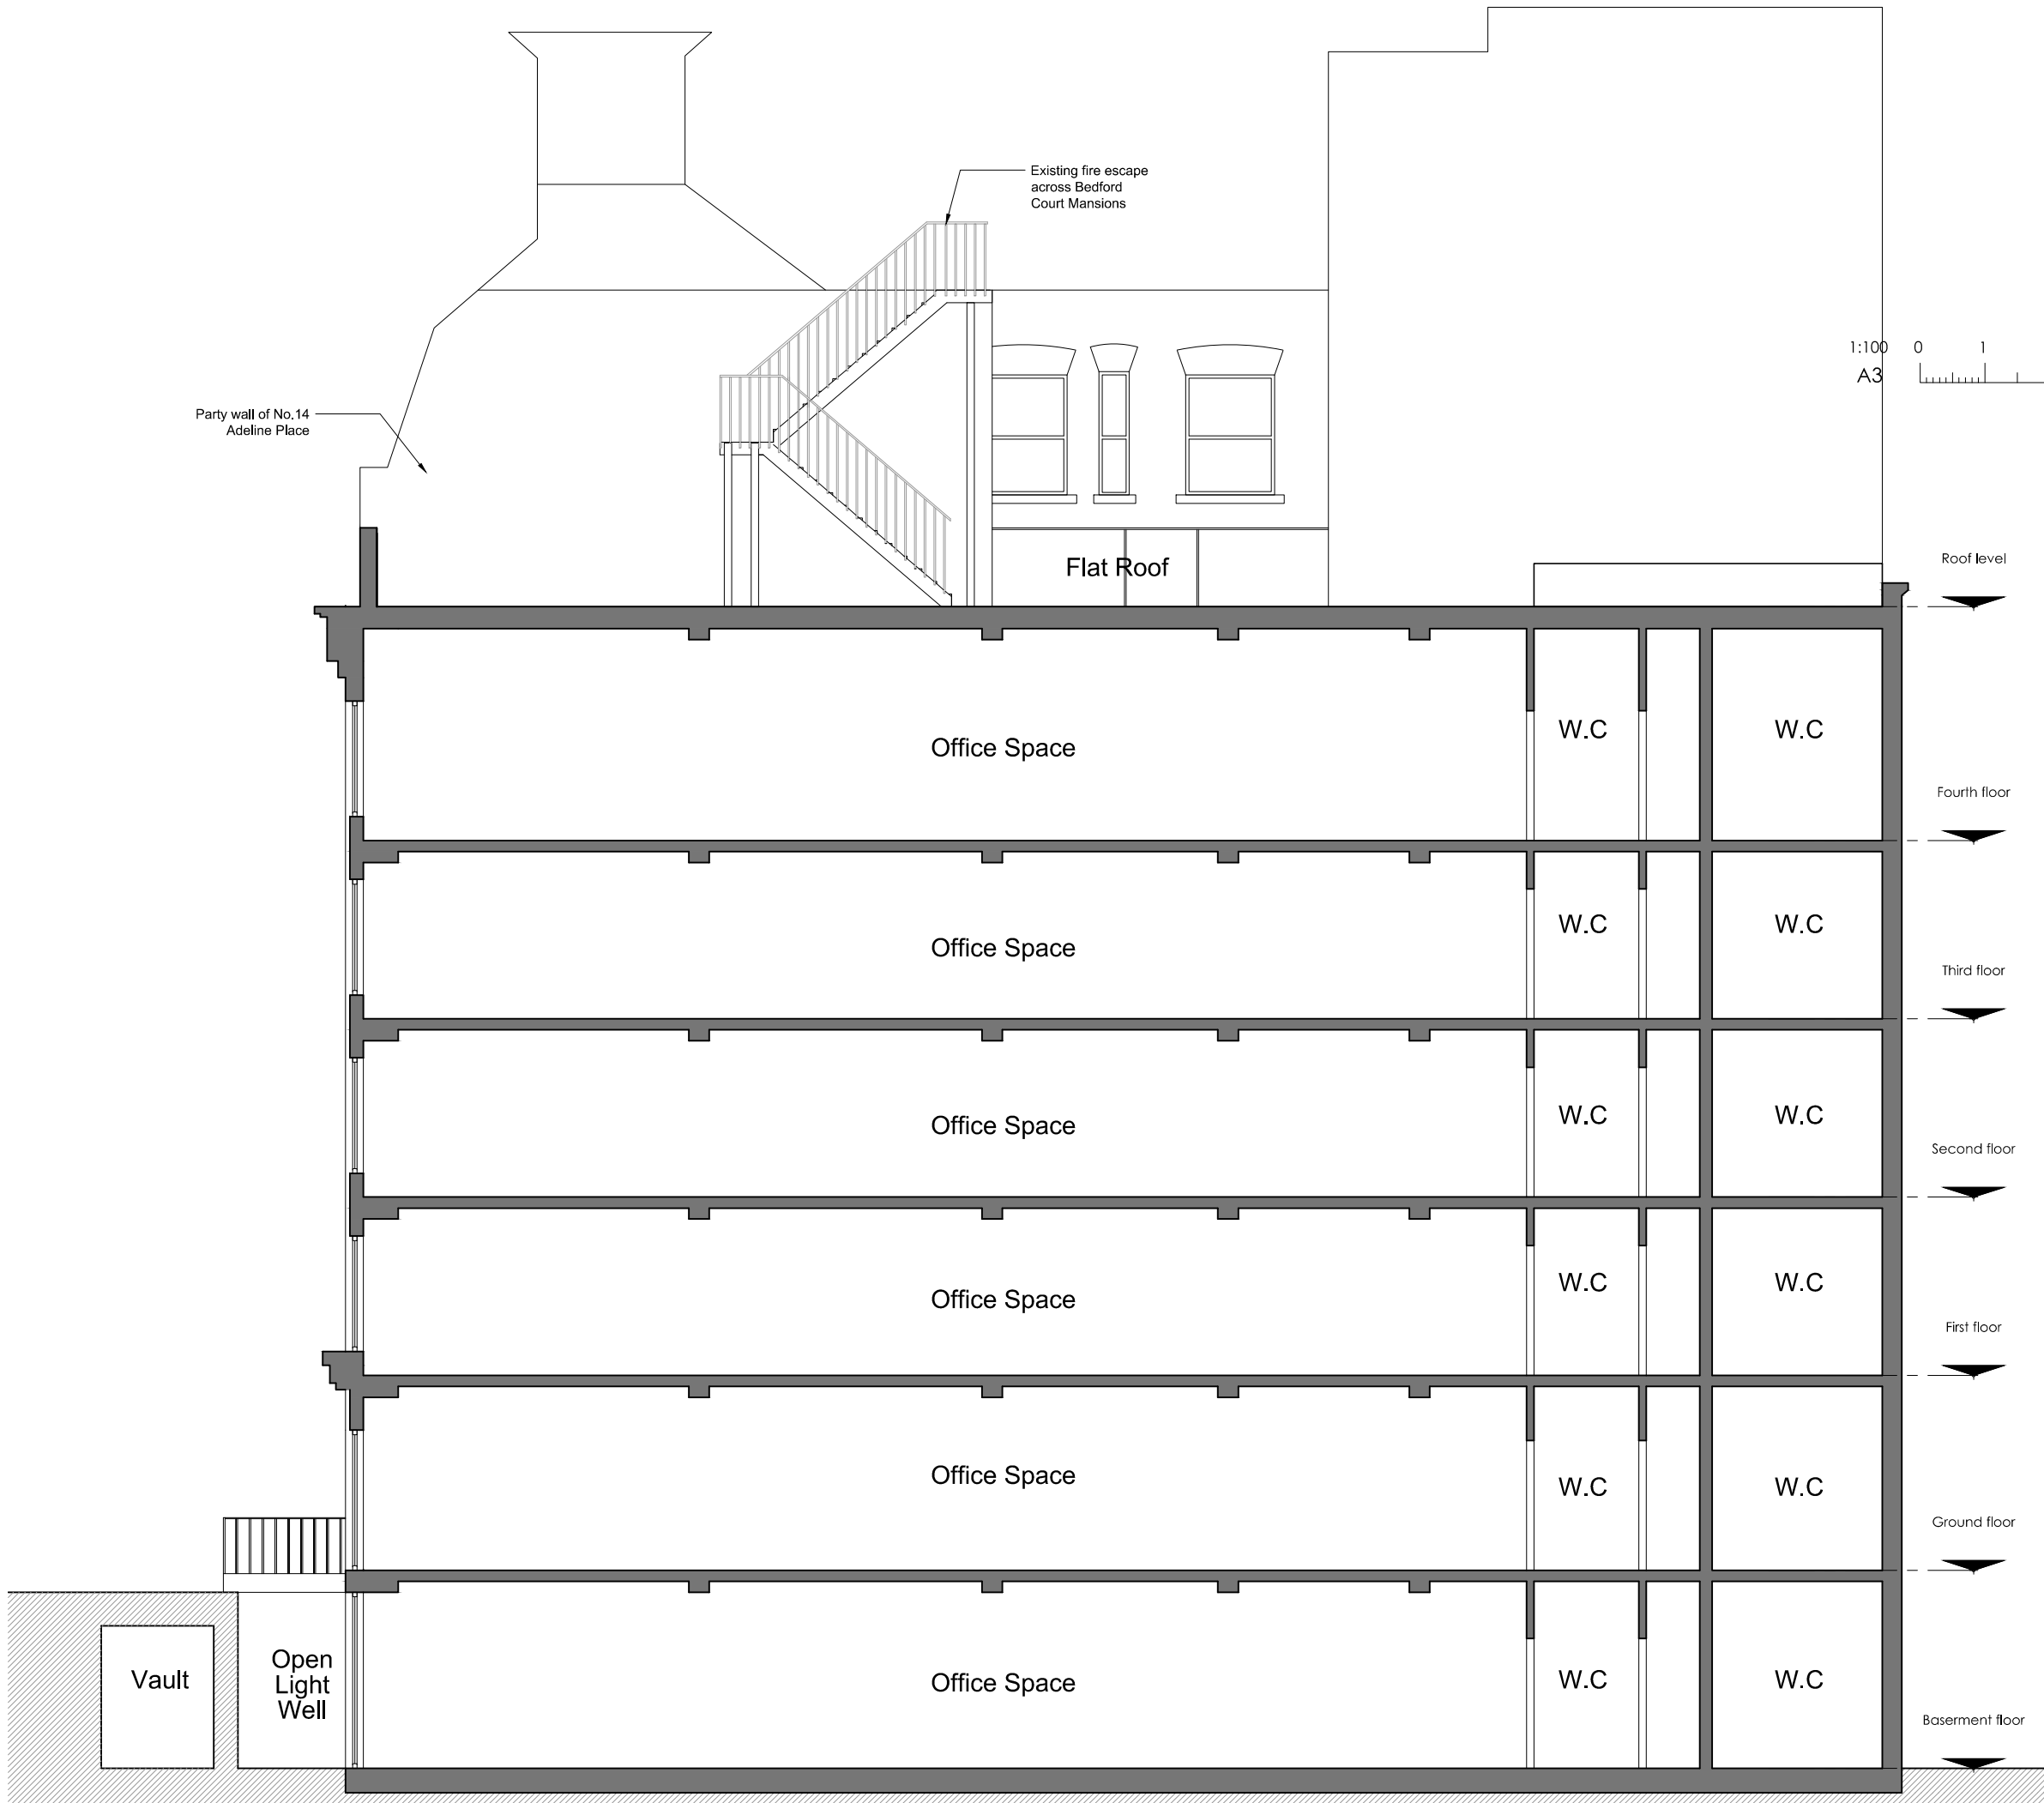 Existing fire escape
across Bedford
Court Mansions
1:100 0 1
A3
Party wall of No.14
Adeline Place
Flat Roof
Roof level
Office Space
W.C
W.C
Fourth floor
Office Space
W.C
W.C
Third floor
Office Space
W.C
W.C
Second floor
Office Space
W.C
W.C
First floor
Office Space
W.C
W.C
Ground floor
Vault
Open
Light
Well
Office Space
W.C
W.C
Baserment floor